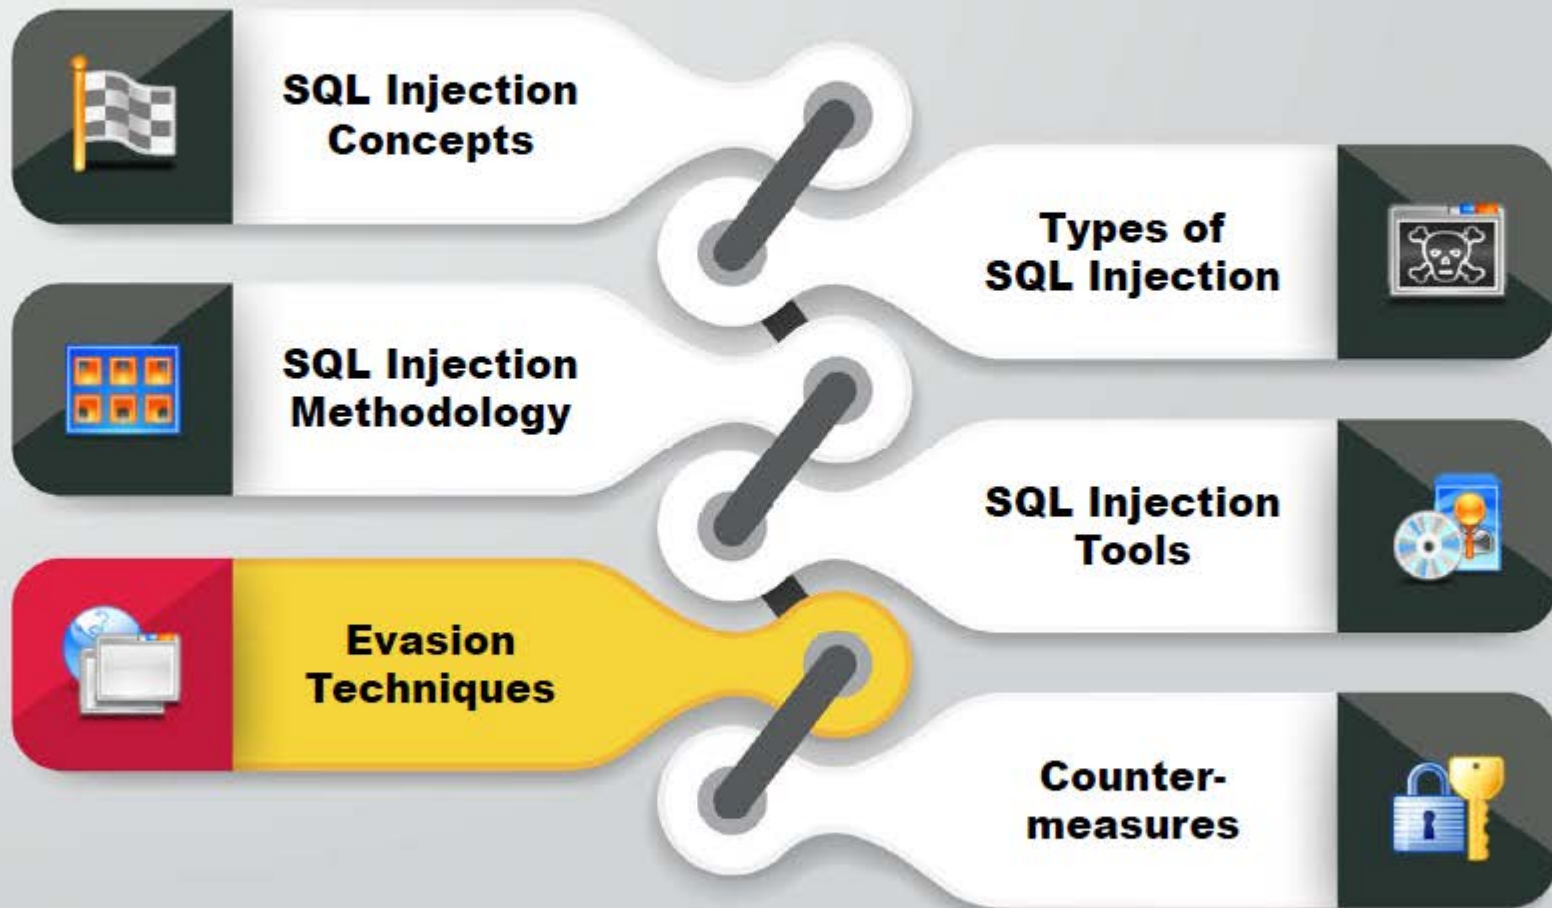 SQL Injection
Concepts
Types of
SQL Injection
SQL Injection
Methodology
SQL Injection
Tools
Evasion
Techniques
Counter-
measures